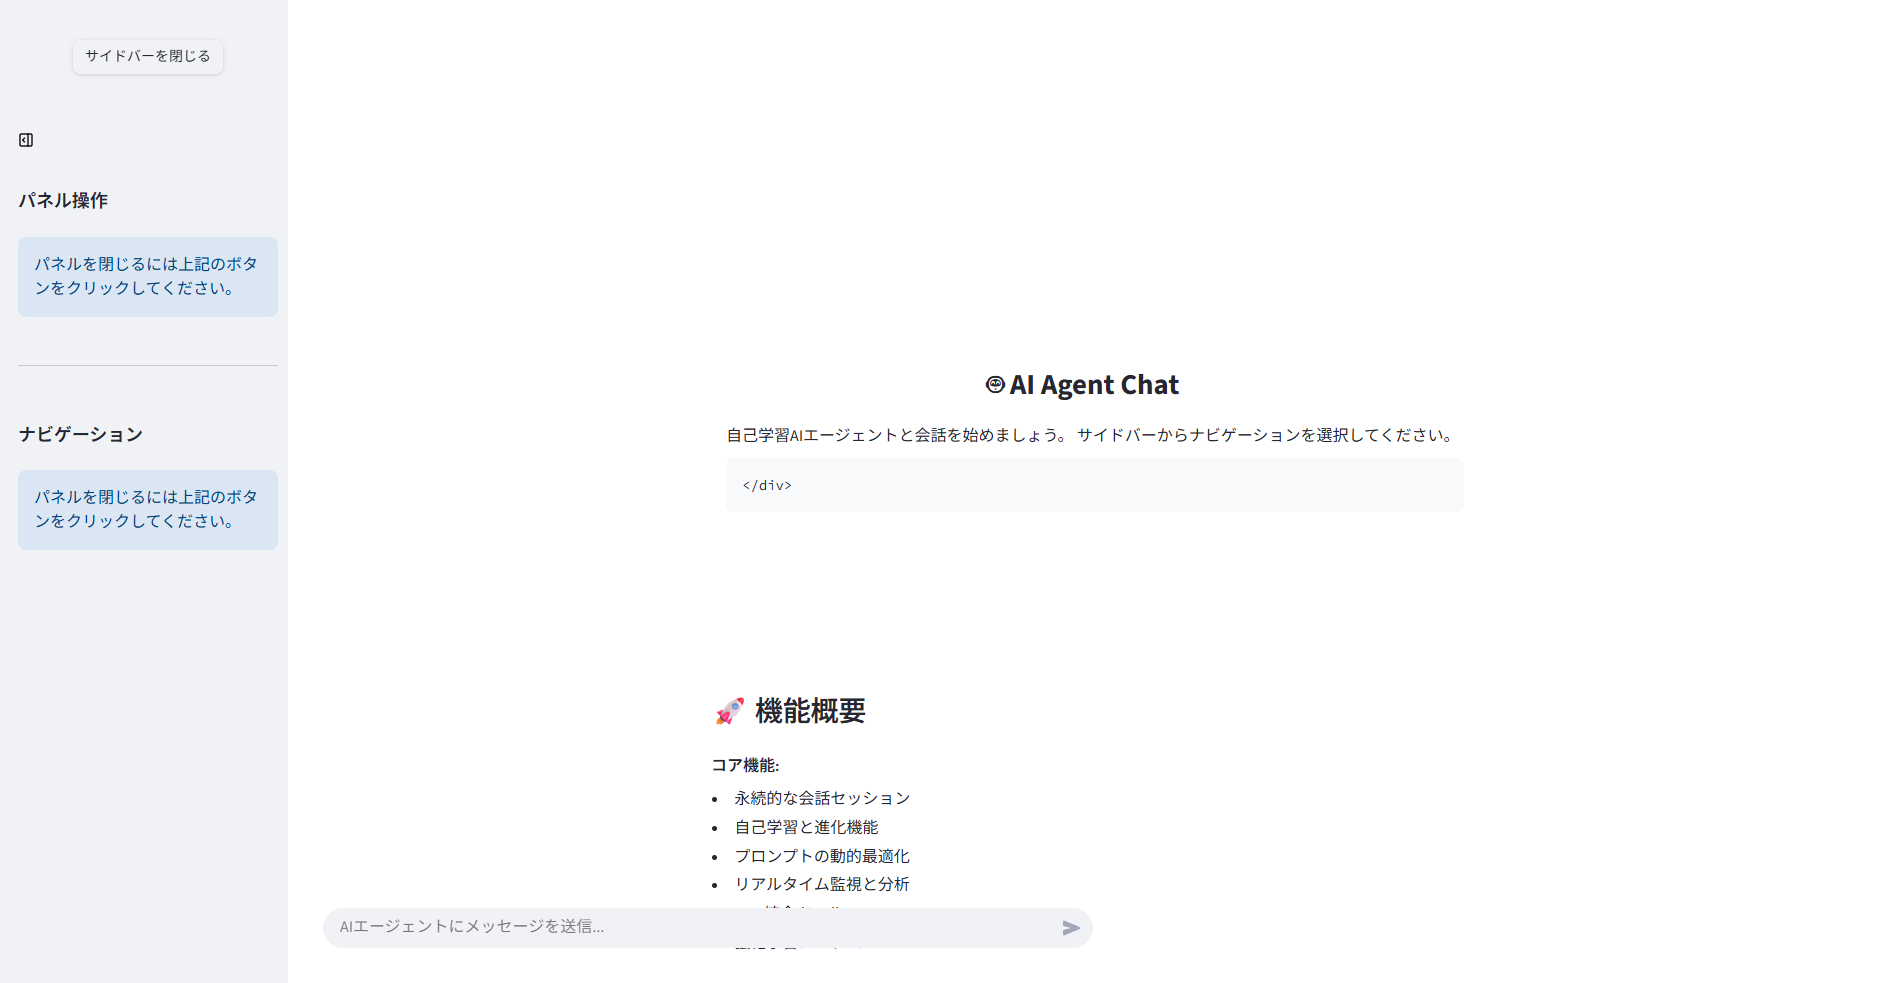 サイドバーを閉じる
パネル操作
パネルを閉じるには上記のボタ
ンをクリックしてください。
ナビゲーション
パネルを閉じるには上記のボタ
ンをクリックしてください。
AI Agent Chat
自己学習AIエージェントと会話を始めましょう。 サイドバーからナビゲーションを選択してください。
</div>
🚀 機能概要
コア機能:
• 永続的な会話セッション
• 自己学習と進化機能
• プロンプトの動的最適化
• リアルタイム監視と分析
AIエージェントにメッセージを送信...